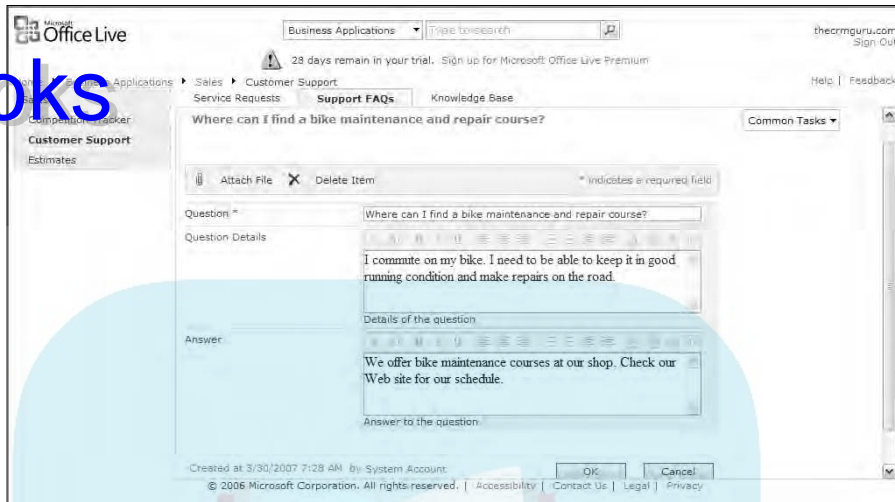 Microsoft
Office Live
Business Applications
Type to search
thecrmguru.com
Sign Out
28 days remain in your trial. Sign up for Microsoft Office Live Premium
Applications Sales Customer Support
Help | Feedback
oks
Service Requests Support FAQs Knowledge Base
Competition Tracker
Customer Support
Estimates
Where can I find a bike maintenance and repair course?
Common Tasks
Attach File Delete Item * indicates a required field
Question * Where can I find a bike maintenance and repair course?
Question Details
I commute on my bike. I need to be able to keep it in good
running condition and make repairs on the road.
Details of the question
Answer
We offer bike maintenance courses at our shop. Check our
Web site for our schedule.
Answer to the question
Created at 3/30/2007 7:28 AM by System Account
OK Cancel
© 2006 Microsoft Corporation. All rights reserved. | Accessibility | Contact Us | Legal | Privacy